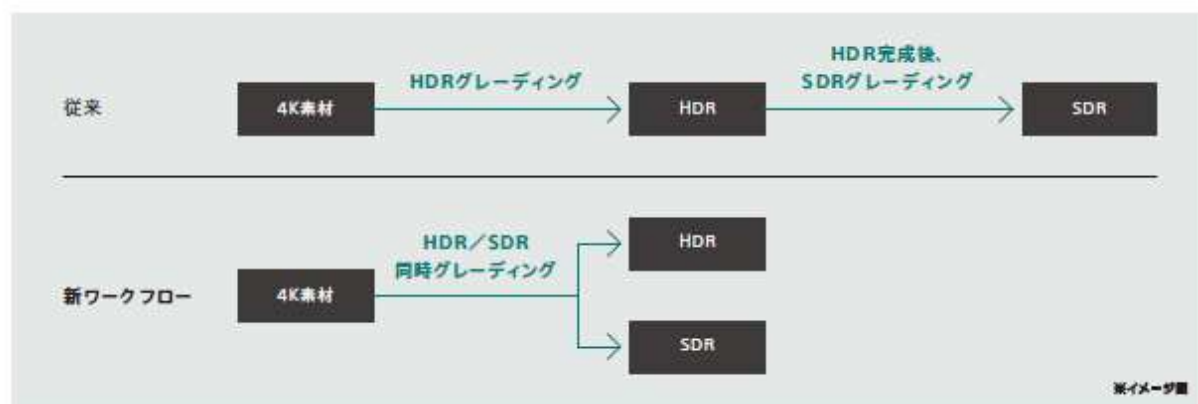 HDR完成後、
SDRグレーディング
HDRグレーディング
従来
4K素材
HDR
SDR
HDR／SDR
同時グレーディング
HDR
新ワークフロー
4K素材
SDR
※イメージ図